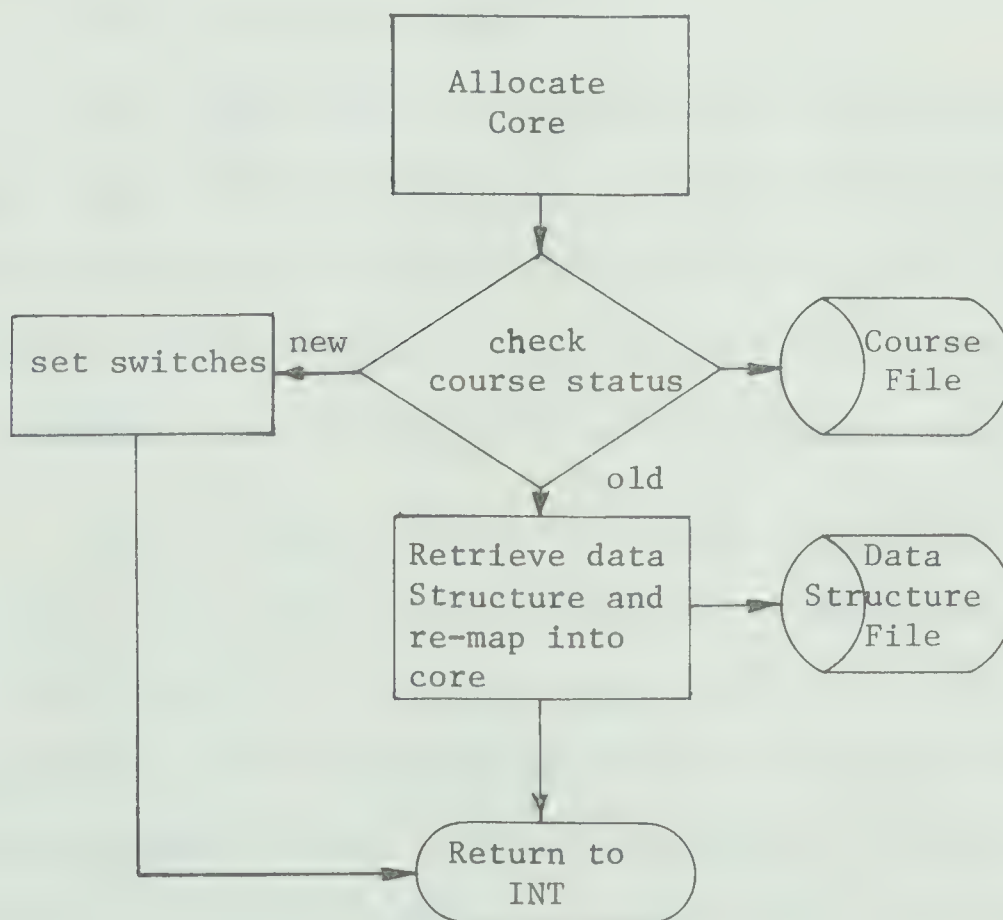 Allocate
Core
new
set switches
check
course status
Course
File
old
Retrieve data
Structure and
re-map into
core
Data
Structure
File
Return to
INT